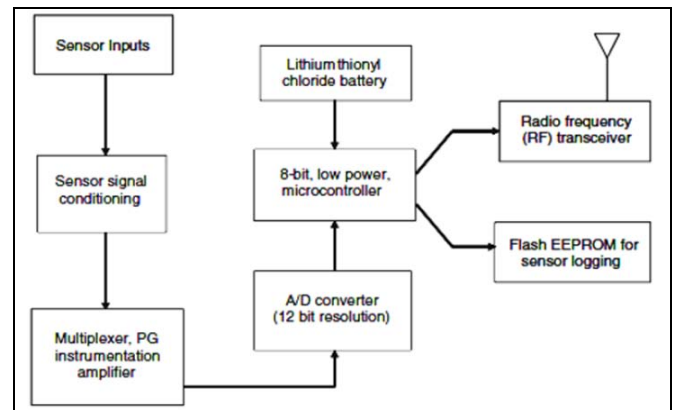 Sensor Inputs
Sensor signal
conditioning
Multiplexer, PG
instrumentation
amplifier
Lithium thionyl
chloride battery
8-bit, low power,
microcontroller
A/D converter
(12 bit resolution)
Radio frequency
(RF) transceiver
Flash EEPROM for
sensor logging